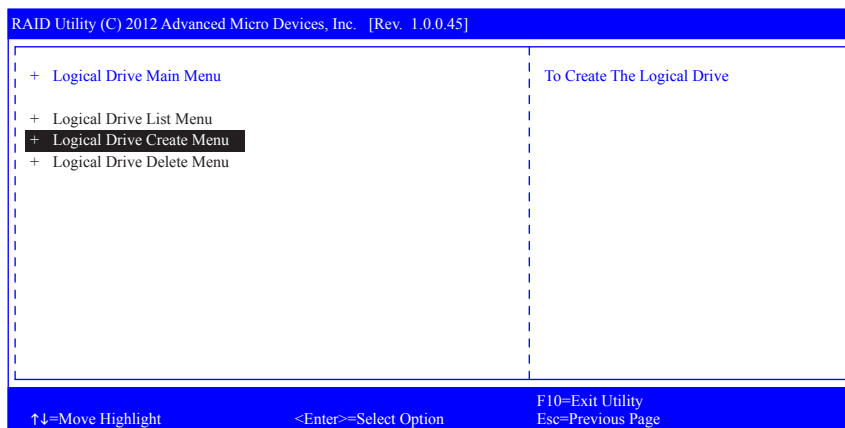 RAID Utility (C) 2012 Advanced Micro Devices, Inc. [Rev. 1.0.0.45]
+ Logical Drive Main Menu
To Create The Logical Drive
+ Logical Drive List Menu
+ Logical Drive Create Menu
+ Logical Drive Delete Menu
F10=Exit Utility
↑↓=Move Highlight <Enter>=Select Option Esc=Previous Page